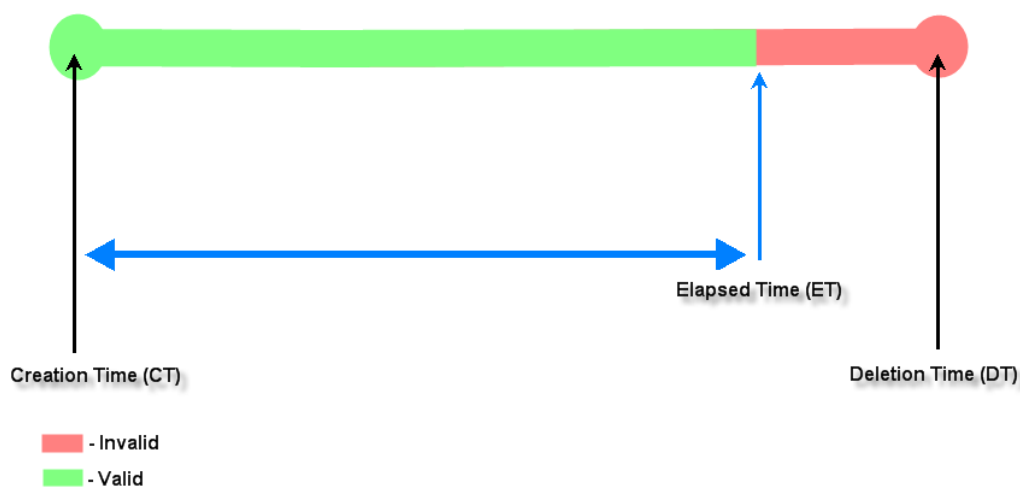 Elapsed Time (ET)
Creation Time (CT)
Deletion Time (DT)
- Invalid
- Valid